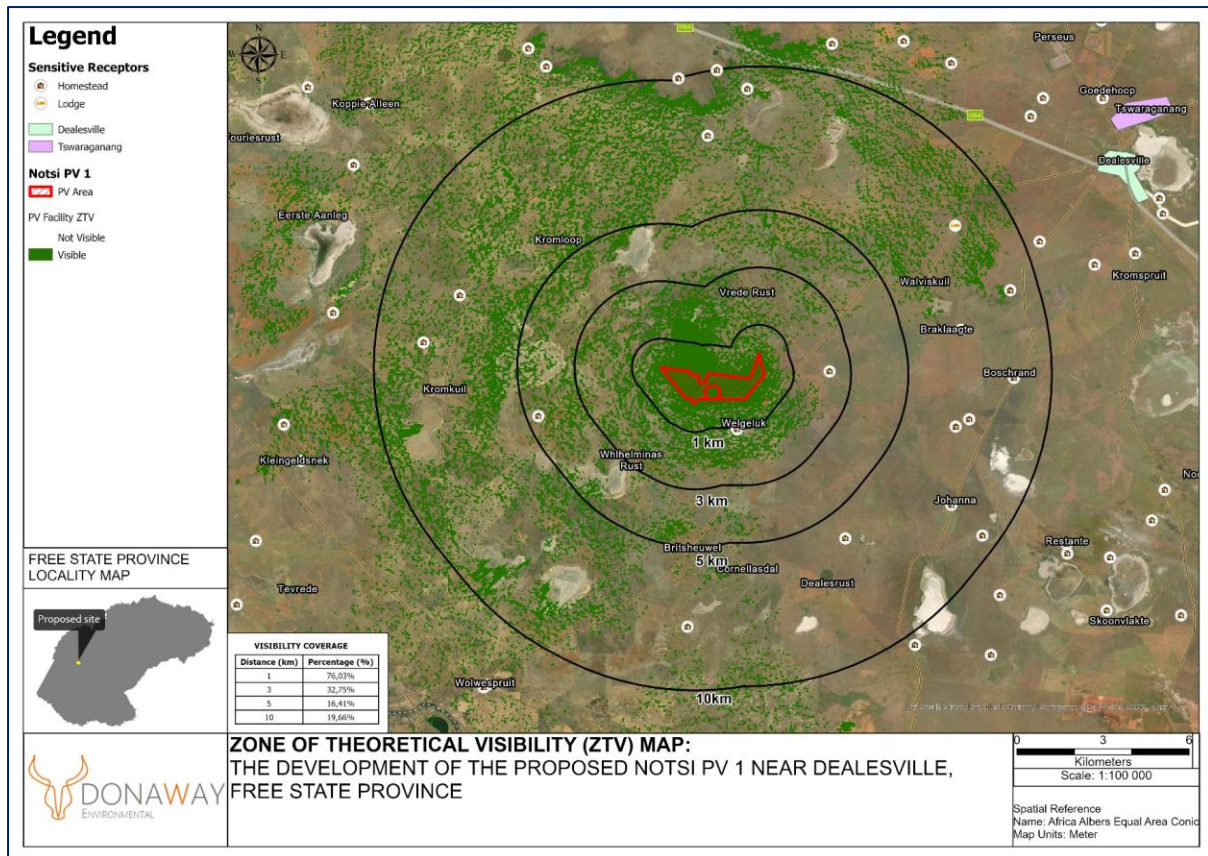 Legend
Sensitive Receptors
Homestead
Lodge
Dealesville
Tswaraganang
Notsi PV 1
PV Area
PV Facility ZTV
Not Visible
Visible
FREE STATE PROVINCE
LOCALITY MAP
Proposed site
DONAWAY
ENVIRONMENTAL
N
W
E
S
Perseus
Goedehoop
Tswaraganang
Koppie-Alleen
Dealesville
Eerste Aanleg
Kromloop
Kromspruit
Walviskuil
Vrede Rust
Braklaagte
Boschrand
Kromkuil
Welgeluk
1 km
Whlhelminas
Rust
Kleingeldsnek
3 km
Johanna
Britsheuwel
5 km
Cornellasdal
Restante
Dealesrust
Tevrede
Skoonvlakte
Wolwespruit
10km
VISIBILITY COVERAGE
Distance (km) Percentage (%)
1 76,03%
3 32,75%
5 16,41%
10 19,66%
ZONE OF THEORETICAL VISIBILITY (ZTV) MAP:
THE DEVELOPMENT OF THE PROPOSED NOTSI PV 1 NEAR DEALESVILLE,
FREE STATE PROVINCE
0 3 6
Kilometers
Scale: 1:100 000
Spatial Reference
Name: Africa Albers Equal Area Conic
Map Units: Meter